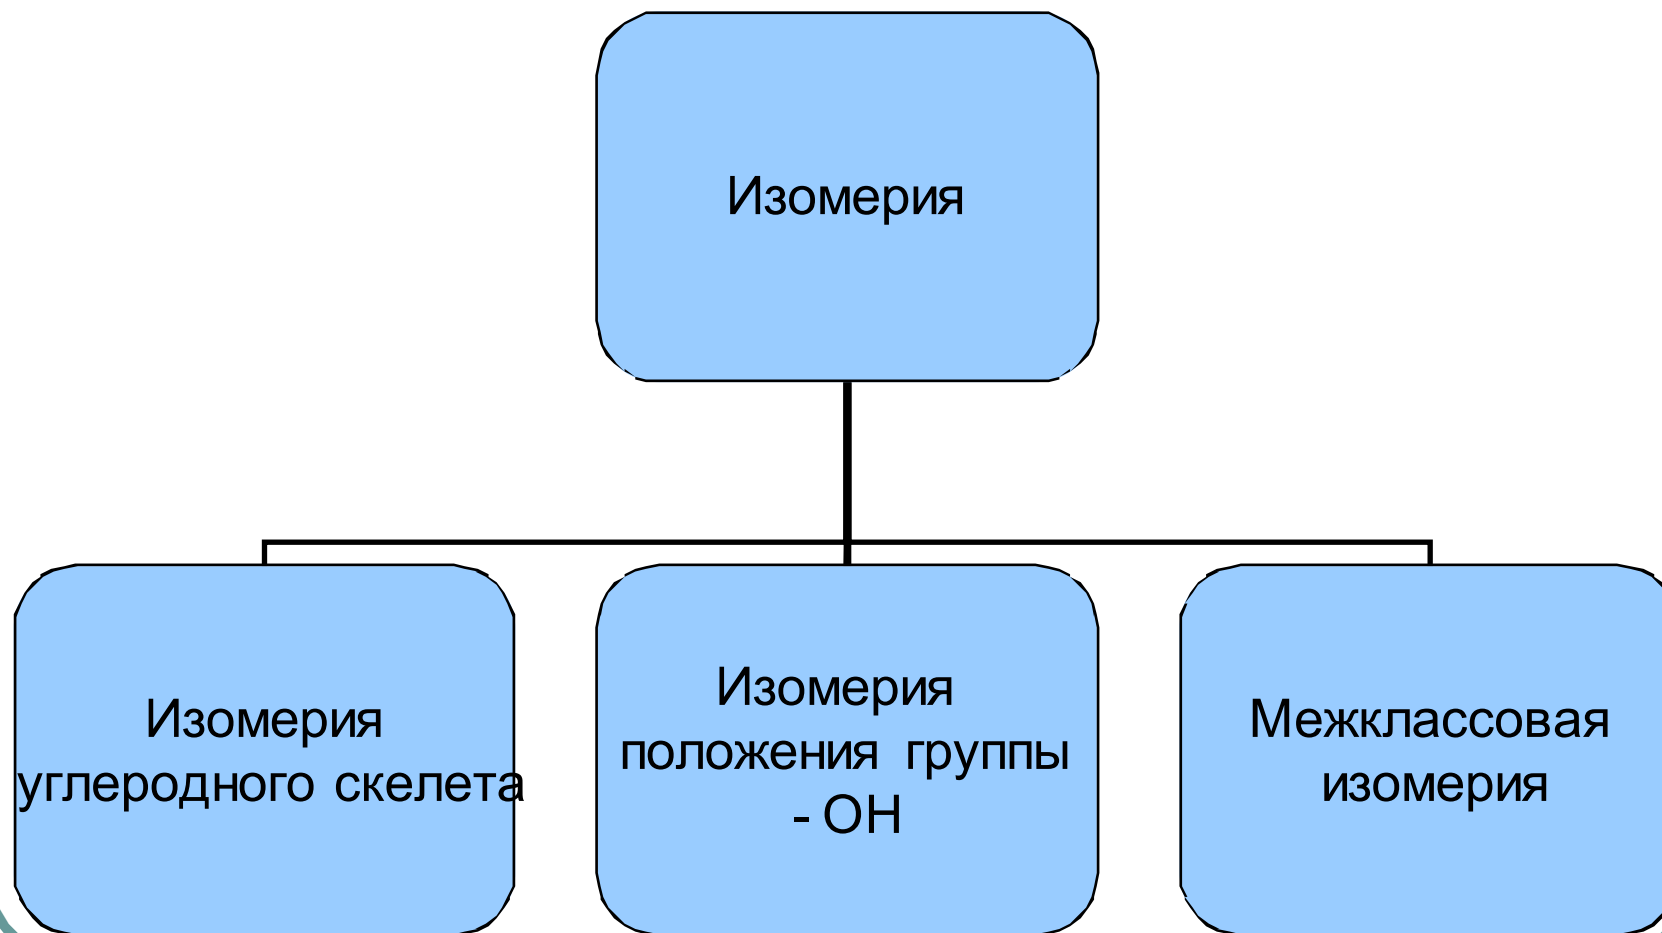 Изомерия
Изомерия
углеродного скелета
Изомерия
положения группы
- ОН
Межклассовая
изомерия